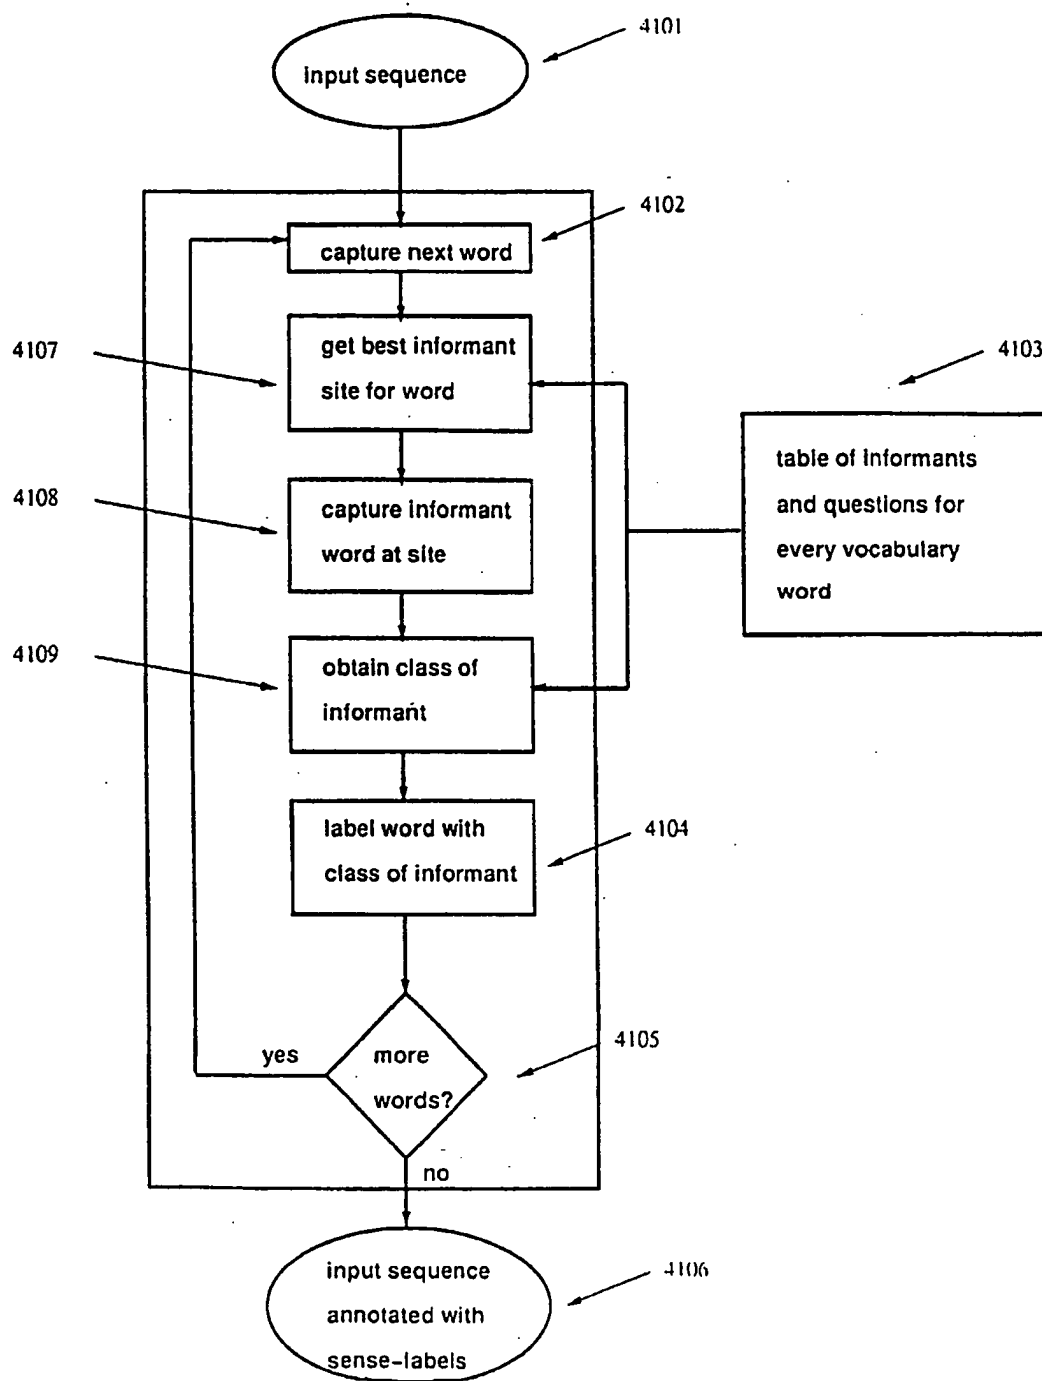 4101
input sequence
4102
capture next word
4107
get best informant
site for word
4103
table of informants
and questions for
every vocabulary
word
4108
capture informant
word at site
4109
obtain class of
informant
label word with
class of informant
4104
more
words?
yes
4105
no
input sequence
annotated with
sense-labels
4106